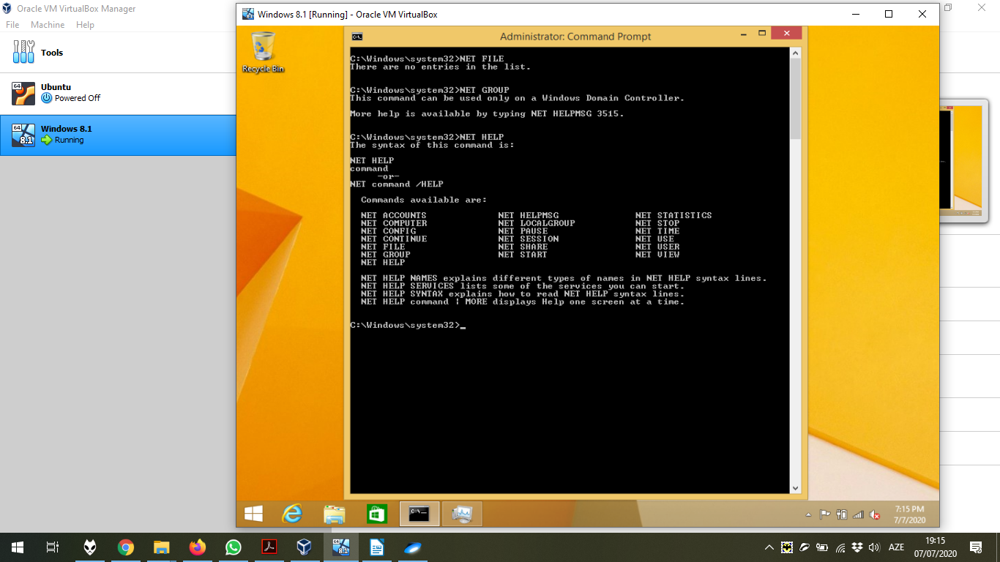 Oracle VM VirtualBox Manager
File Machine Help
Tools
64
Ubuntu
Powered Off
64
8.1
Windows 8.1
Running
Windows 8.1 [Running] - Oracle VM VirtualBox
Recycle Bin
Administrator: Command Prompt
C:\Windows\system32>NET FILE
There are no entries in the list.
C:\Windows\system32>NET GROUP
This command can be used only on a Windows Domain Controller.
More help is available by typing NET HELPMSG 3515.
C:\Windows\system32>NET HELP
The syntax of this command is:
NET HELP
command
-or-
NET command /HELP
Commands available are:
NET ACCOUNTS NET HELPMSG NET STATISTICS
NET COMPUTER NET LOCALGROUP NET STOP
NET CONFIG NET PAUSE NET TIME
NET CONTINUE NET SESSION NET USE
NET FILE NET SHARE NET USER
NET GROUP NET START NET VIEW
NET HELP
NET HELP NAMES explains different types of names in NET HELP syntax lines.
NET HELP SERVICES lists some of the services you can start.
NET HELP SYNTAX explains how to read NET HELP syntax lines.
NET HELP command | MORE displays Help one screen at a time.
C:\Windows\system32>_
7:15 PM
7/7/2020
AZE
19:15
07/07/2020